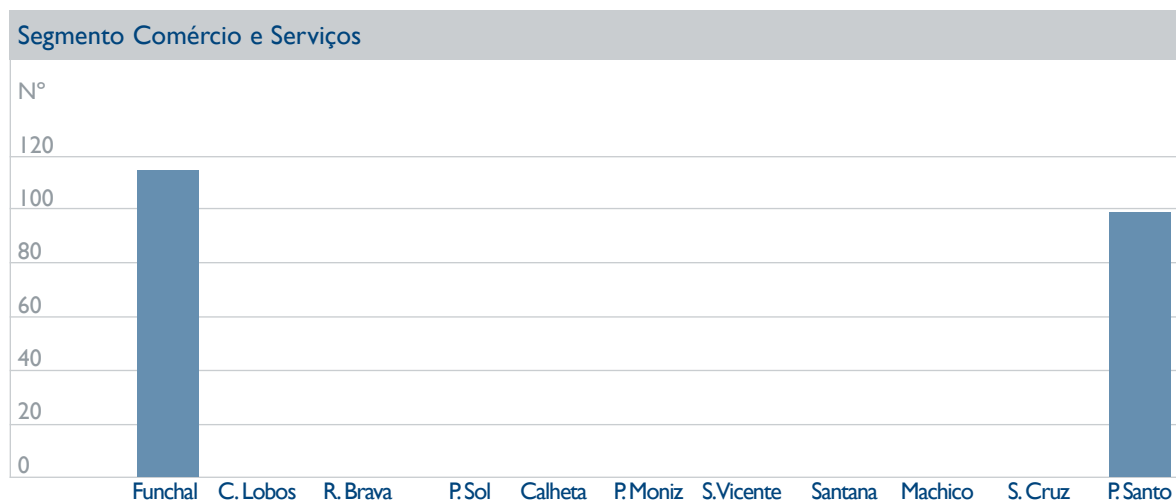 Segmento Comércio e Serviços
Nº
120
100
80
60
40
20
0
Funchal C. Lobos R. Brava P. Sol Calheta P. Moniz S. Vicente Santana Machico S. Cruz P. Santo